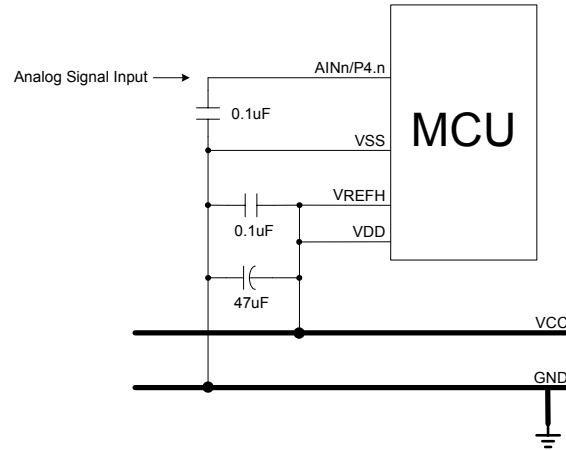 AINn/P4.n
Analog Signal Input
0.1uF
MCU
VSS
VREFH
0.1uF
VDD
47uF
VCC
GND